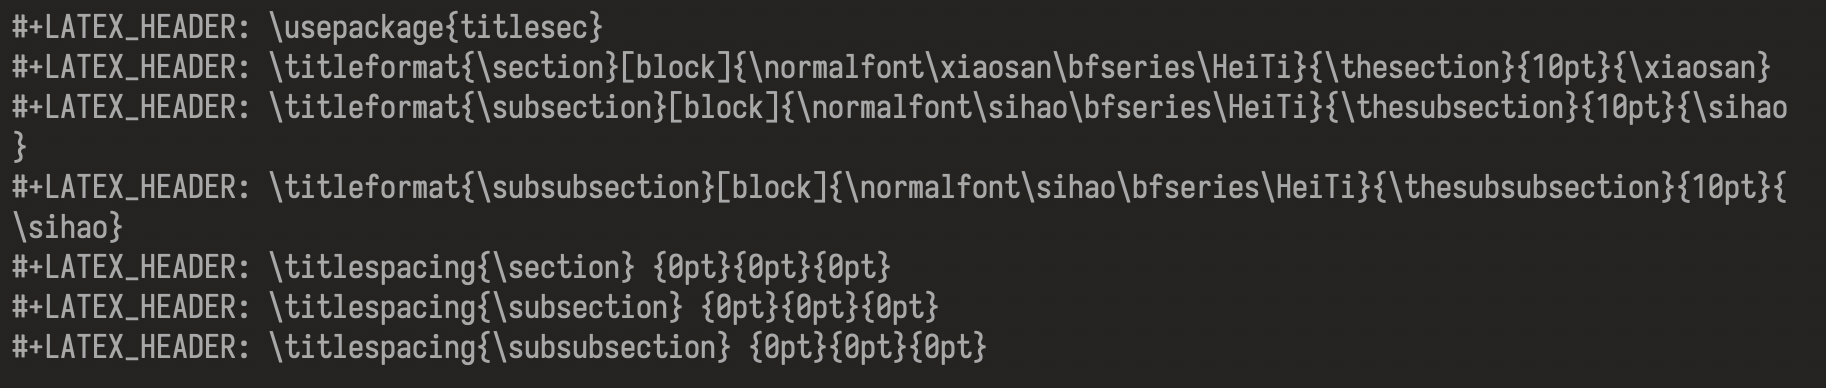 #+LATEX_HEADER: \usepackage{titlesec}
#+LATEX_HEADER: \titleformat{\section}[block]{\normalfont\xiaosan\bfseries\HeiTi}{\thesection}{10pt}{\xiaosan}
#+LATEX_HEADER: \titleformat{\subsection}[block]{\normalfont\sihao\bfseries\HeiTi}{\thesubsection}{10pt}{\sihao
}
#+LATEX_HEADER: \titleformat{\subsubsection}[block]{\normalfont\sihao\bfseries\HeiTi}{\thesubsubsection}{10pt}{
\sihao}
#+LATEX_HEADER: \titlespacing{\section} {0pt}{0pt}{0pt}
#+LATEX_HEADER: \titlespacing{\subsection} {0pt}{0pt}{0pt}
#+LATEX_HEADER: \titlespacing{\subsubsection} {0pt}{0pt}{0pt}